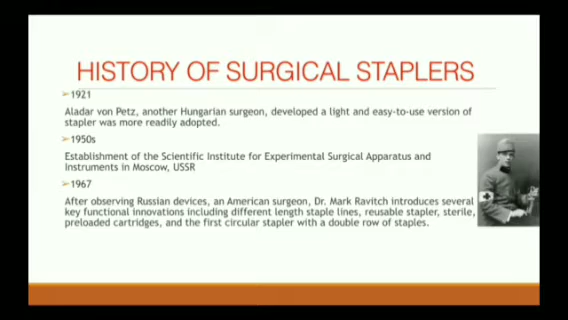 HISTORY OF SURGICAL STAPLERS
➢1921
Aladar von Petz, another Hungarian surgeon, developed a light and easy-to-use version of
stapler was more readily adopted.
➢1950s
Establishment of the Scientific Institute for Experimental Surgical Apparatus and
Instruments in Moscow, USSR
➢1967
After observing Russian devices, an American surgeon, Dr. Mark Ravitch introduces several
key functional innovations including different length staple lines, reusable stapler, sterile,
preloaded cartridges, and the first circular stapler with a double row of staples.